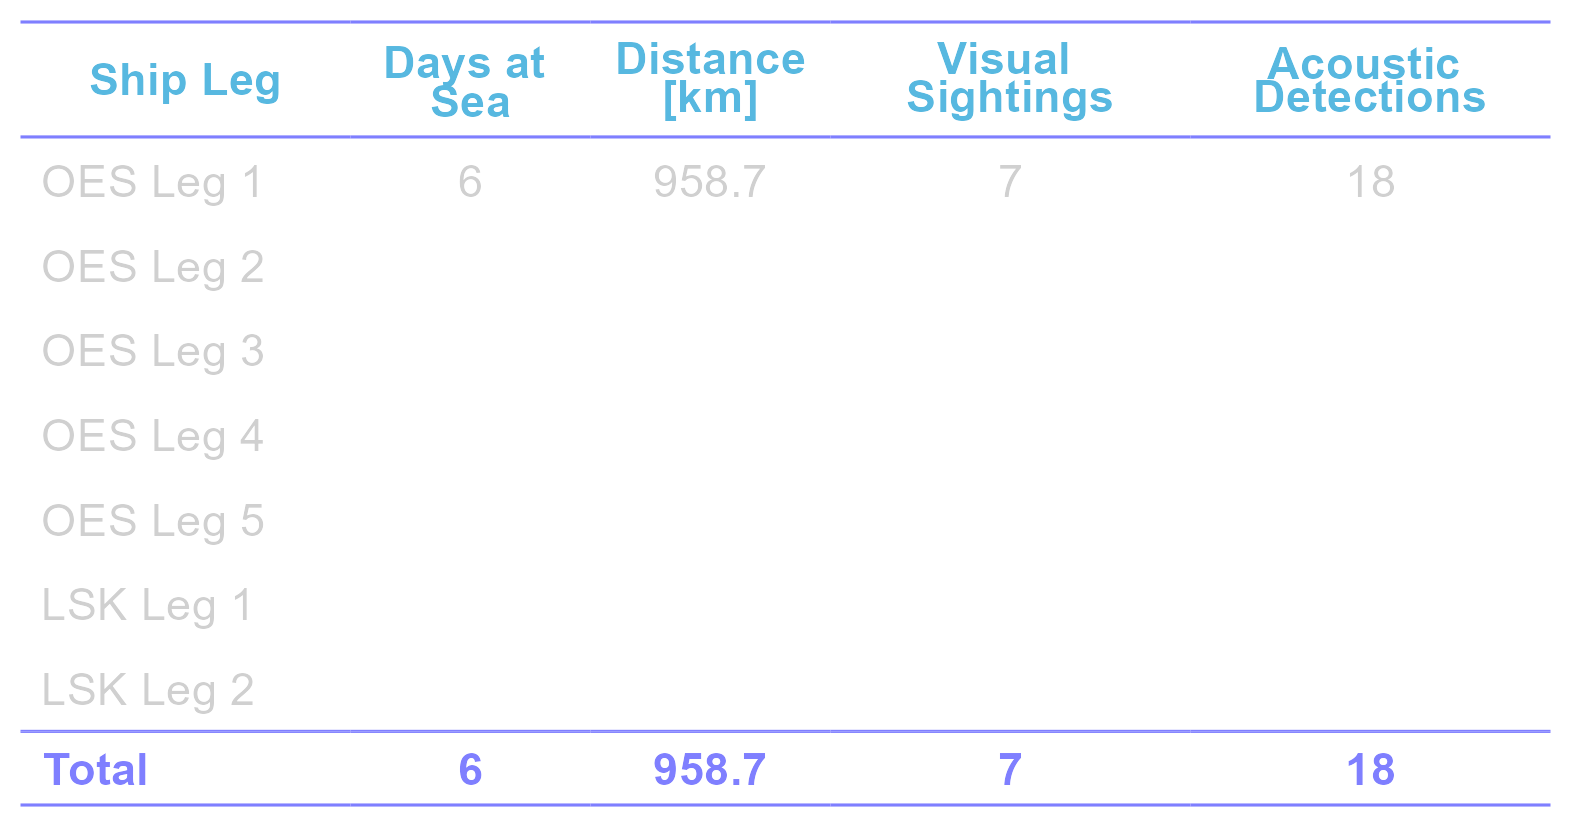 Ship Leg Days at Sea Distance [km] Visual Sightings Acoustic Detections
OES Leg 1 6 958.7 7 18
OES Leg 2
OES Leg 3
OES Leg 4
OES Leg 5
LSK Leg 1
LSK Leg 2
Total 6 958.7 7 18